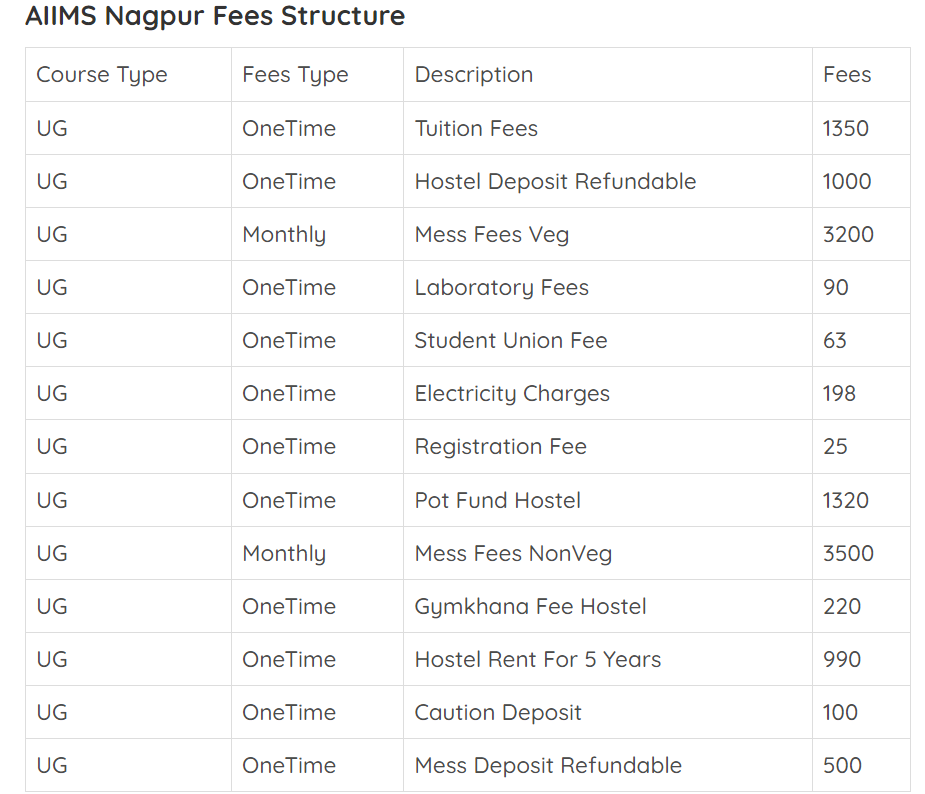 AIIMS Nagpur Fees Structure
Course Type Fees Type Description Fees
UG OneTime Tuition Fees 1350
UG OneTime Hostel Deposit Refundable 1000
UG Monthly Mess Fees Veg 3200
UG OneTime Laboratory Fees 90
UG OneTime Student Union Fee 63
UG OneTime Electricity Charges 198
UG OneTime Registration Fee 25
UG OneTime Pot Fund Hostel 1320
UG Monthly Mess Fees NonVeg 3500
UG OneTime Gymkhana Fee Hostel 220
UG OneTime Hostel Rent For 5 Years 990
UG OneTime Caution Deposit 100
UG OneTime Mess Deposit Refundable 500